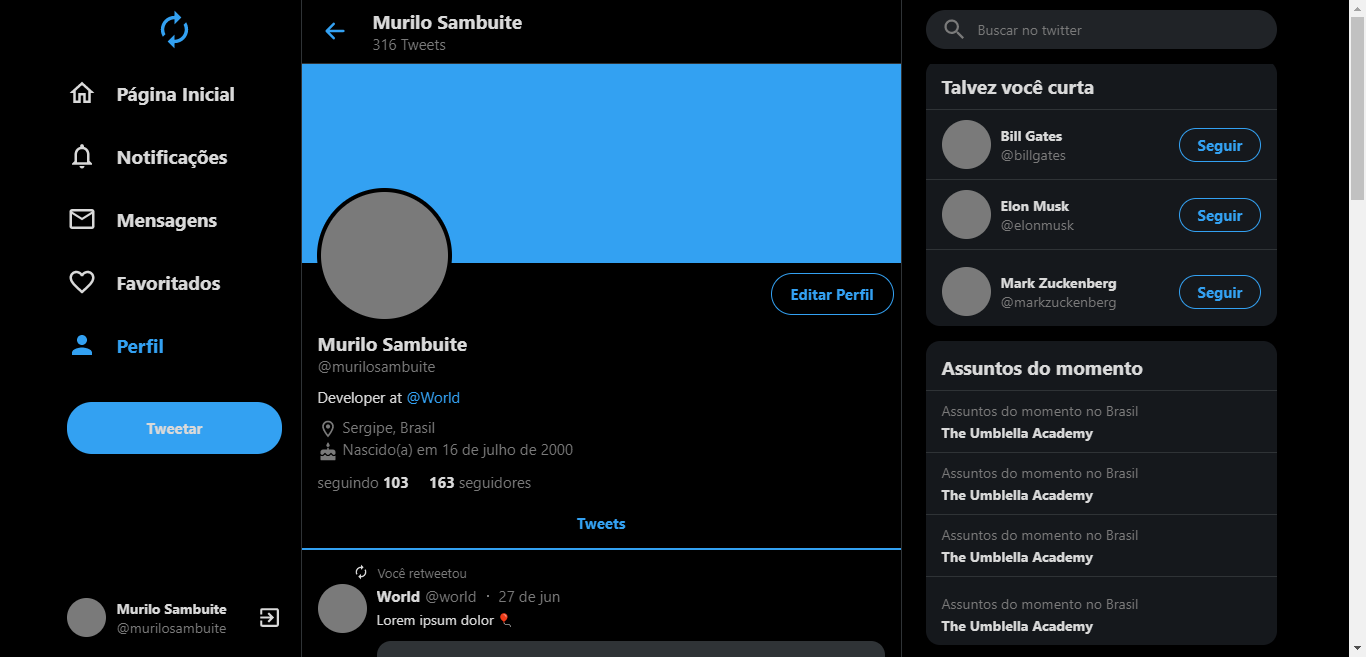 Página Inicial
Notificações
Mensagens
Favoritados
Perfil
Tweetar
Murilo Sambuite
@murilosambuite
Murilo Sambuite
316 Tweets
Editar Perfil
Murilo Sambuite
@murilosambuite
Developer at @World
Sergipe, Brasil
Nascido(a) em 16 de julho de 2000
seguindo 103 163 seguidores
Tweets
Você retweetou
World @world · 27 de jun
Lorem ipsum dolor 🎈
Buscar no twitter
Talvez você curta
Bill Gates
@billgates
Seguir
Elon Musk
@elonmusk
Seguir
Mark Zuckenberg
@markzuckenberg
Seguir
Assuntos do momento
Assuntos do momento no Brasil
The Umblella Academy
Assuntos do momento no Brasil
The Umblella Academy
Assuntos do momento no Brasil
The Umblella Academy
Assuntos do momento no Brasil
The Umblella Academy